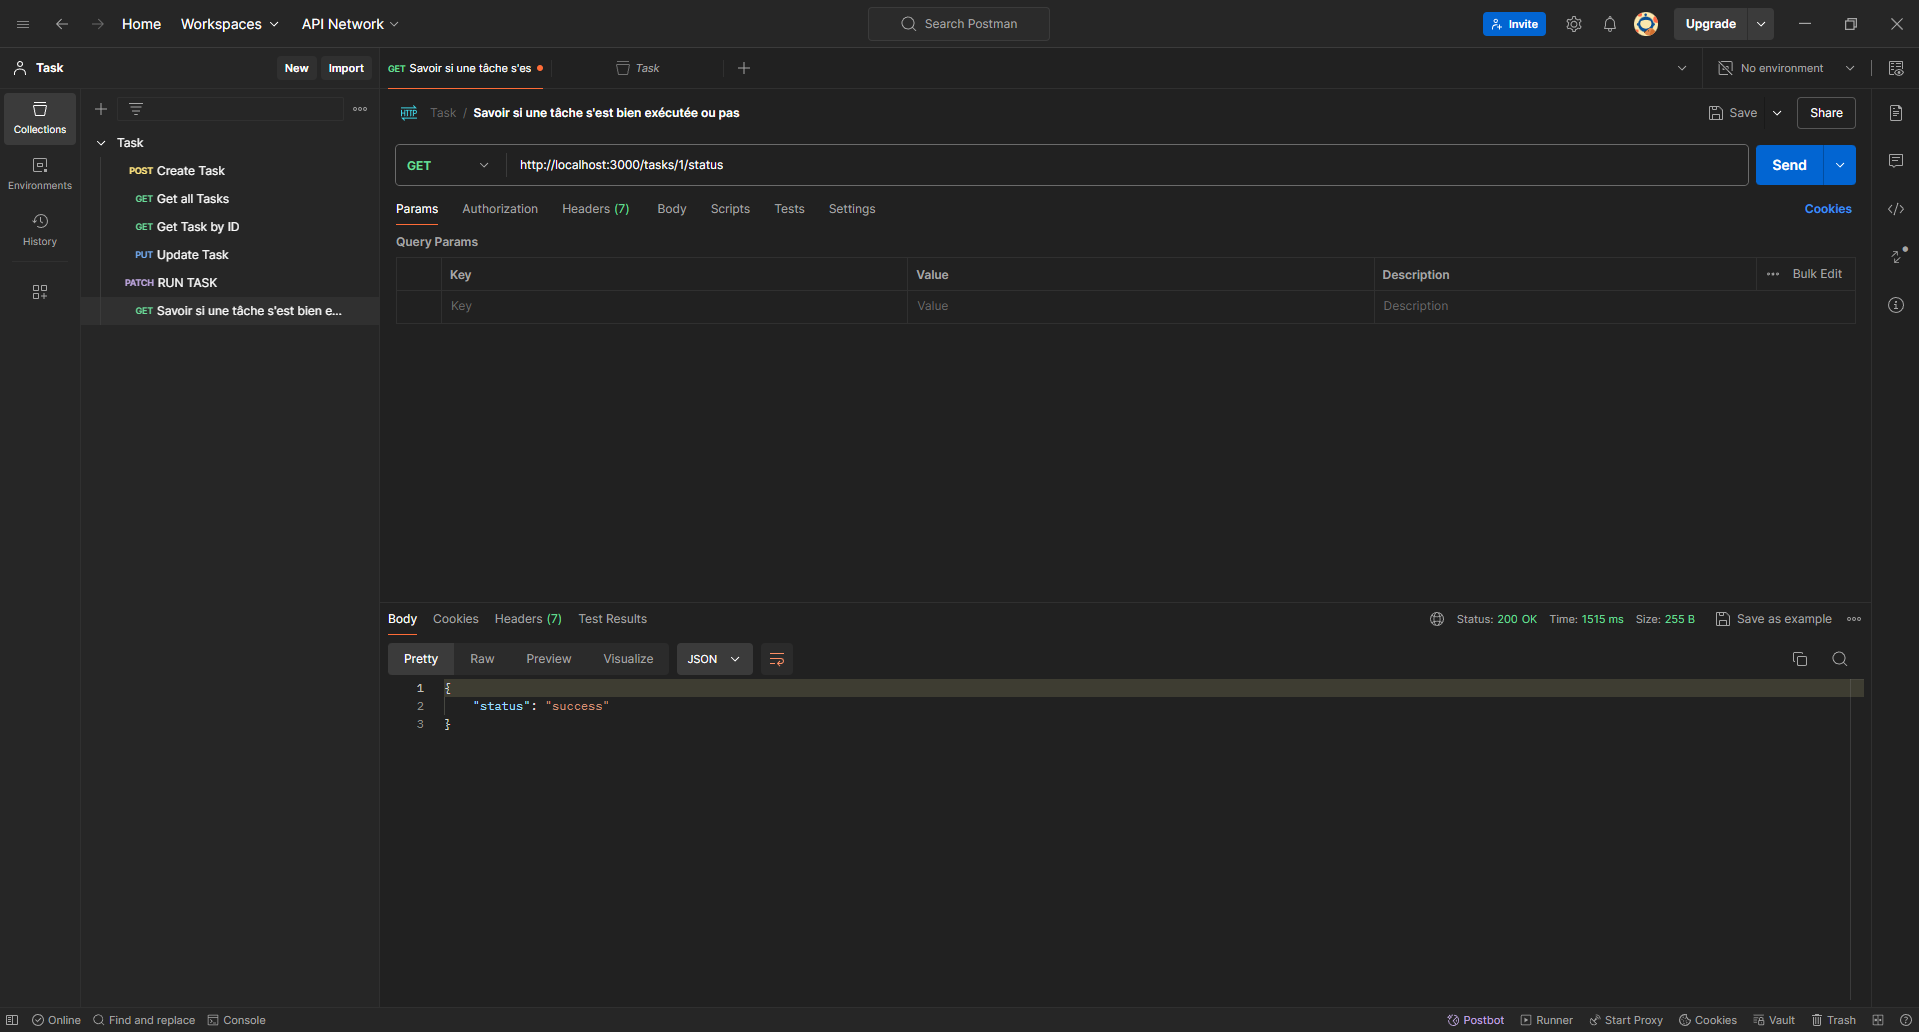 Home
Workspaces
API Network
Search Postman
Invite
Upgrade
Task
New
Import
GET Savoir si une tâche s'es
Task
No environment
Collections
Environments
History
Task
POST Create Task
GET Get all Tasks
GET Get Task by ID
PUT Update Task
PATCH RUN TASK
GET Savoir si une tâche s'est bien e...
HTTP Task / Savoir si une tâche s'est bien exécutée ou pas
Save
Share
GET
http://localhost:3000/tasks/1/status
Send
Params Authorization Headers (7) Body Scripts Tests Settings
Cookies
Query Params
Key Value Description ••• Bulk Edit
Key Value Description
Body Cookies Headers (7) Test Results
Status: 200 OK Time: 1515 ms Size: 255 B
Save as example
Pretty Raw Preview Visualize JSON
1 {
2 "status": "success"
3 }
Online
Find and replace
Console
Postbot
Runner
Start Proxy
Cookies
Vault
Trash